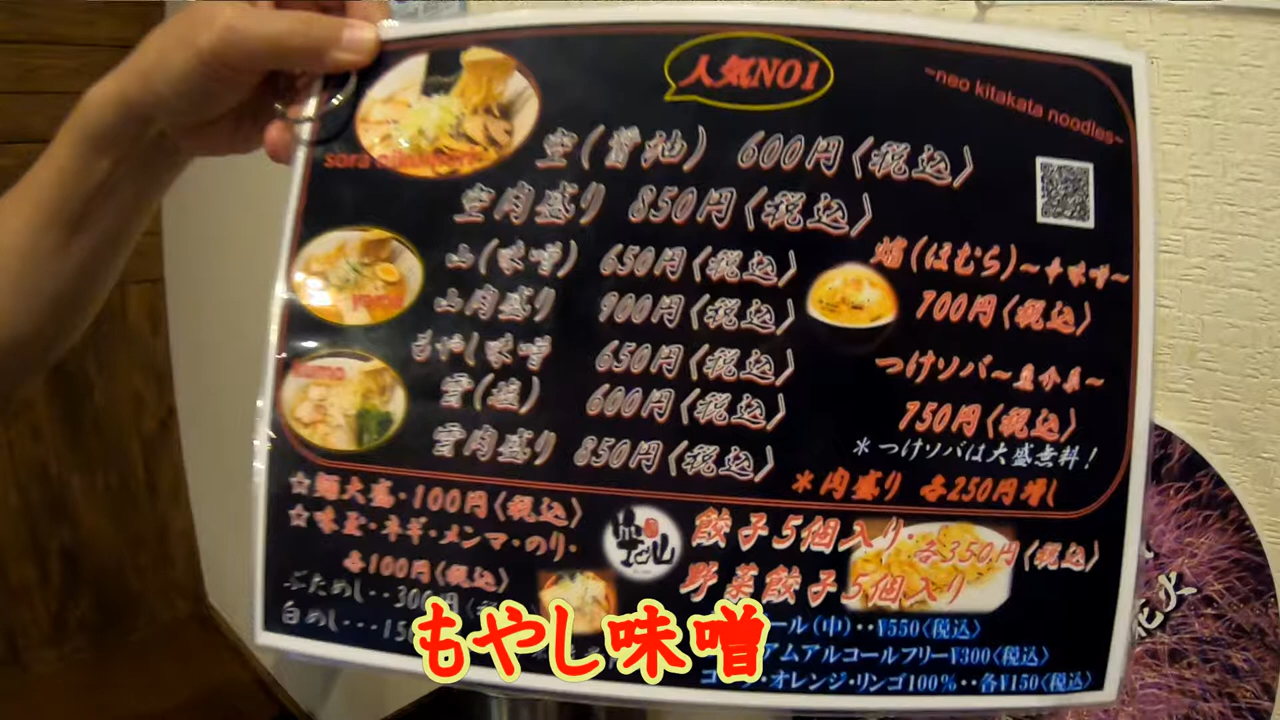 人気NO1
~neo kitakata noodles~
sora
空(醤油) 600円〈税込〉
空肉盛り 850円〈税込〉
山(味噌) 650円〈税込〉
山肉盛り 900円〈税込〉
もやし味噌 650円〈税込〉
雪(塩) 600円〈税込〉
雪肉盛り 850円〈税込〉
焔(ほむら)~辛味噌~
700円〈税込〉
つけソバ~魚介系~
750円〈税込〉
*つけソバは大盛無料!
*肉盛り 各250円増し
☆麺大盛・100円〈税込〉
☆味玉・ネギ・メンマ・のり・
各100円〈税込〉
ぶためし・・300円
白めし・・・15
餃子5個入り・各350円〈税込〉
野菜餃子5個入り
ール(中)・・¥550〈税込〉
アムアルコールフリー¥300〈税込〉
・オレンジ・リンゴ100%・・各¥150〈税込〉
もやし味噌
花火